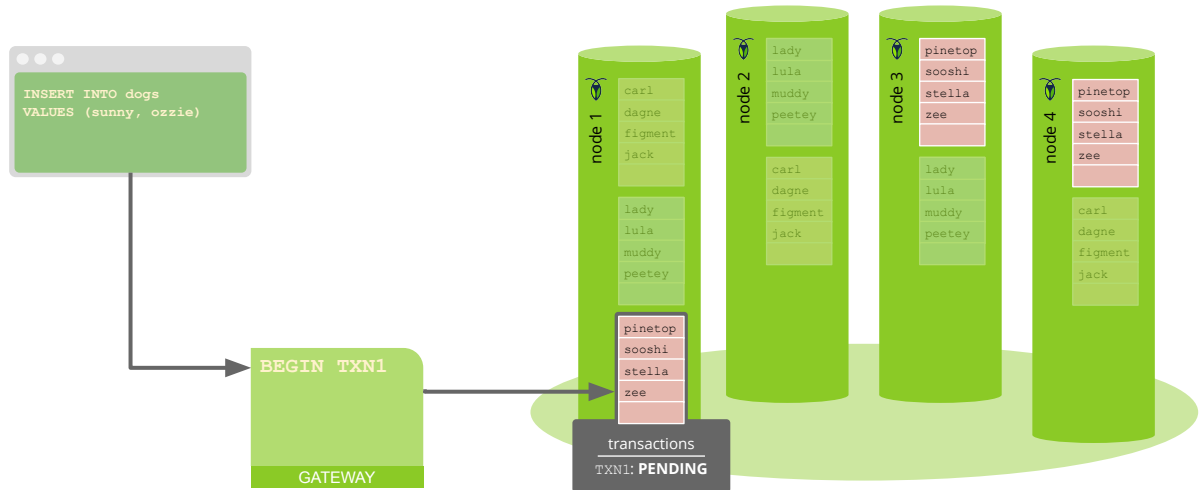 INSERT INTO dogs
VALUES (sunny, ozzie)
BEGIN TXN1
GATEWAY
node 1
carl
dagne
figment
jack
lady
lula
muddy
peetey
pinetop
sooshi
stella
zee
transactions
TXN1: PENDING
node 2
lady
lula
muddy
peetey
carl
dagne
figment
jack
node 3
pinetop
sooshi
stella
zee
lady
lula
muddy
peetey
node 4
pinetop
sooshi
stella
zee
carl
dagne
figment
jack